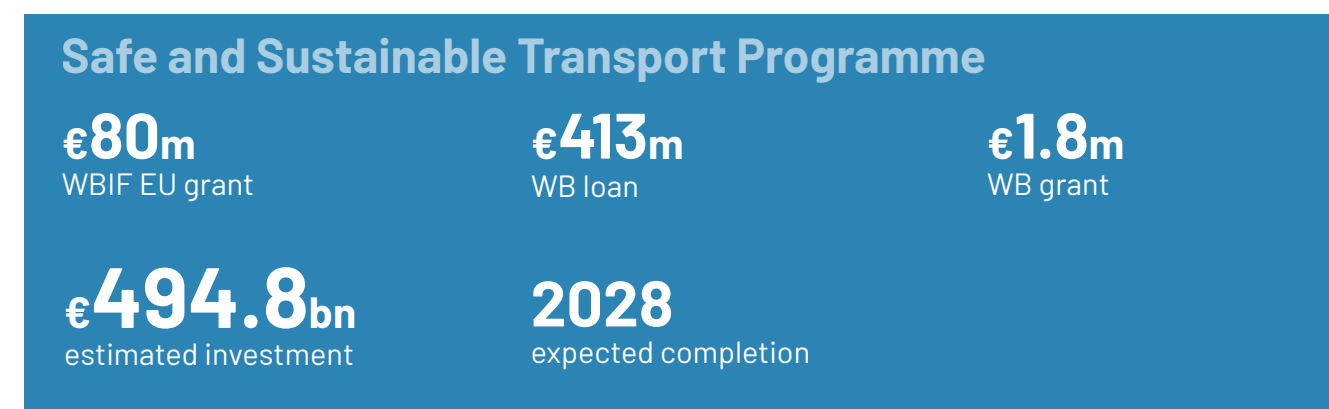 Safe and Sustainable Transport Programme
€80m
WBIF EU grant
€413m
WB loan
€1.8m
WB grant
€494.8bn
estimated investment
2028
expected completion